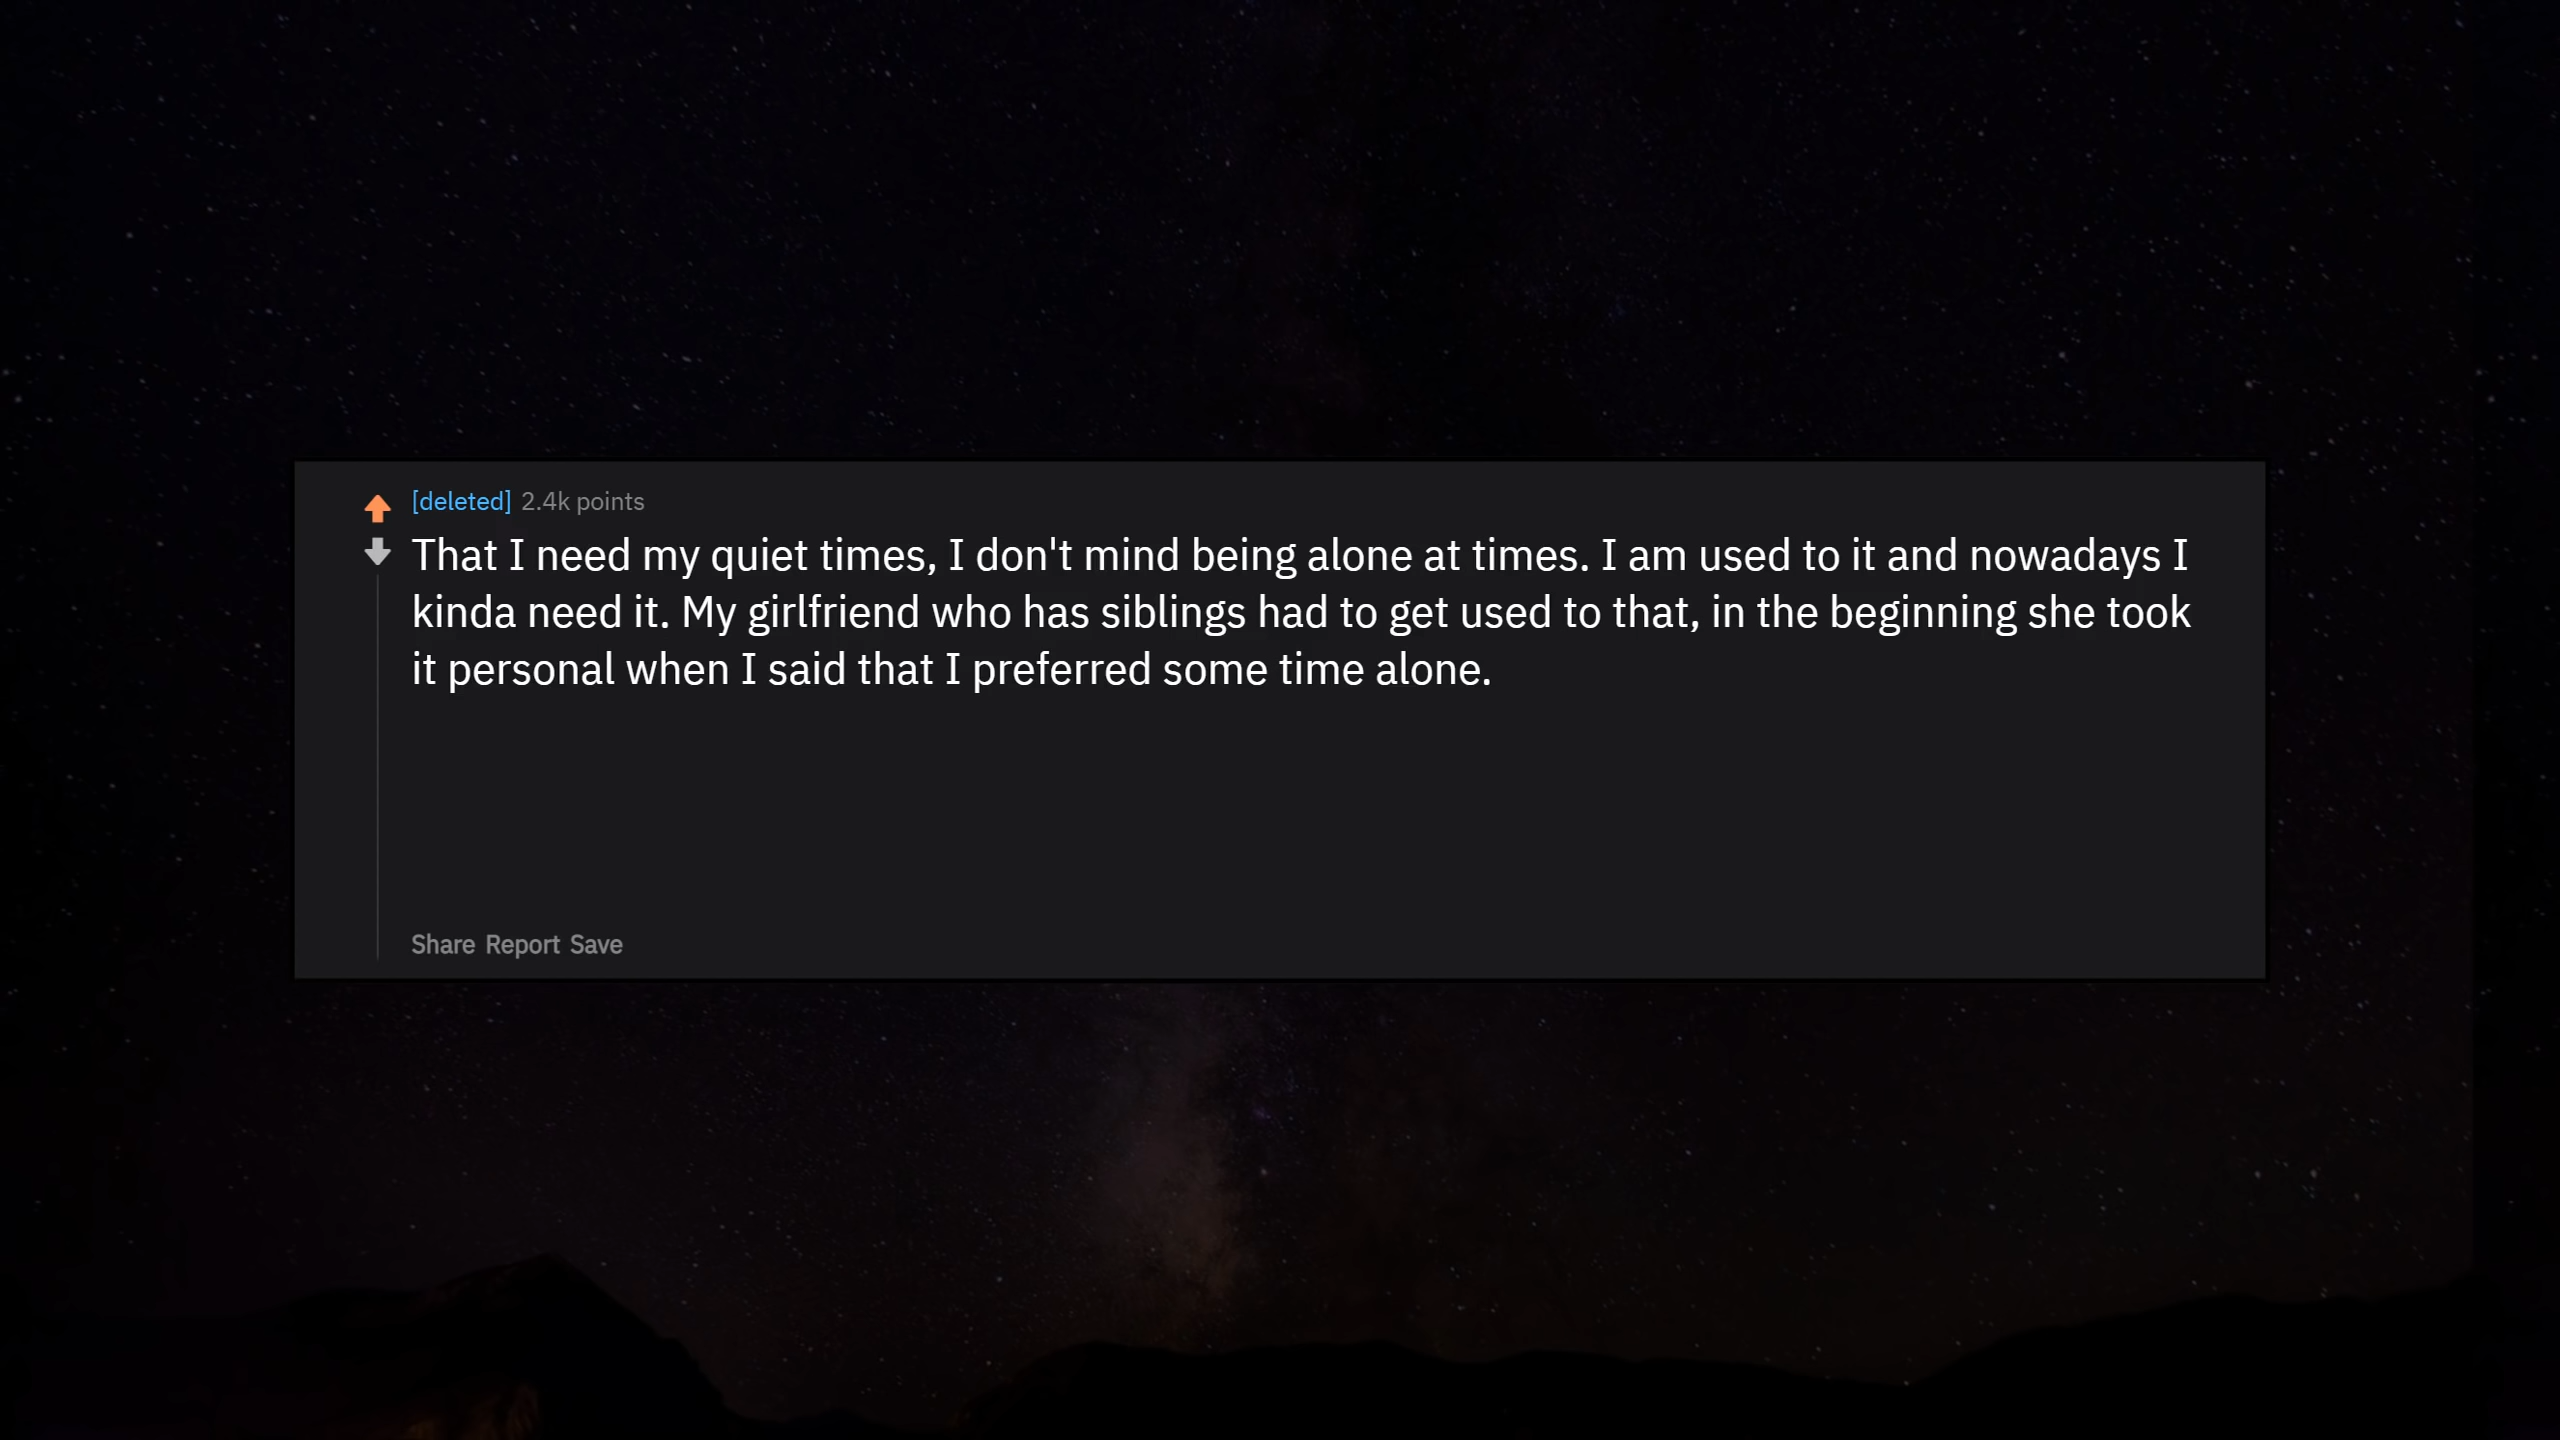 [deleted] 2.4k points
That I need my quiet times, I don't mind being alone at times. I am used to it and nowadays I
kinda need it. My girlfriend who has siblings had to get used to that, in the beginning she took
it personal when I said that I preferred some time alone.
Share Report Save